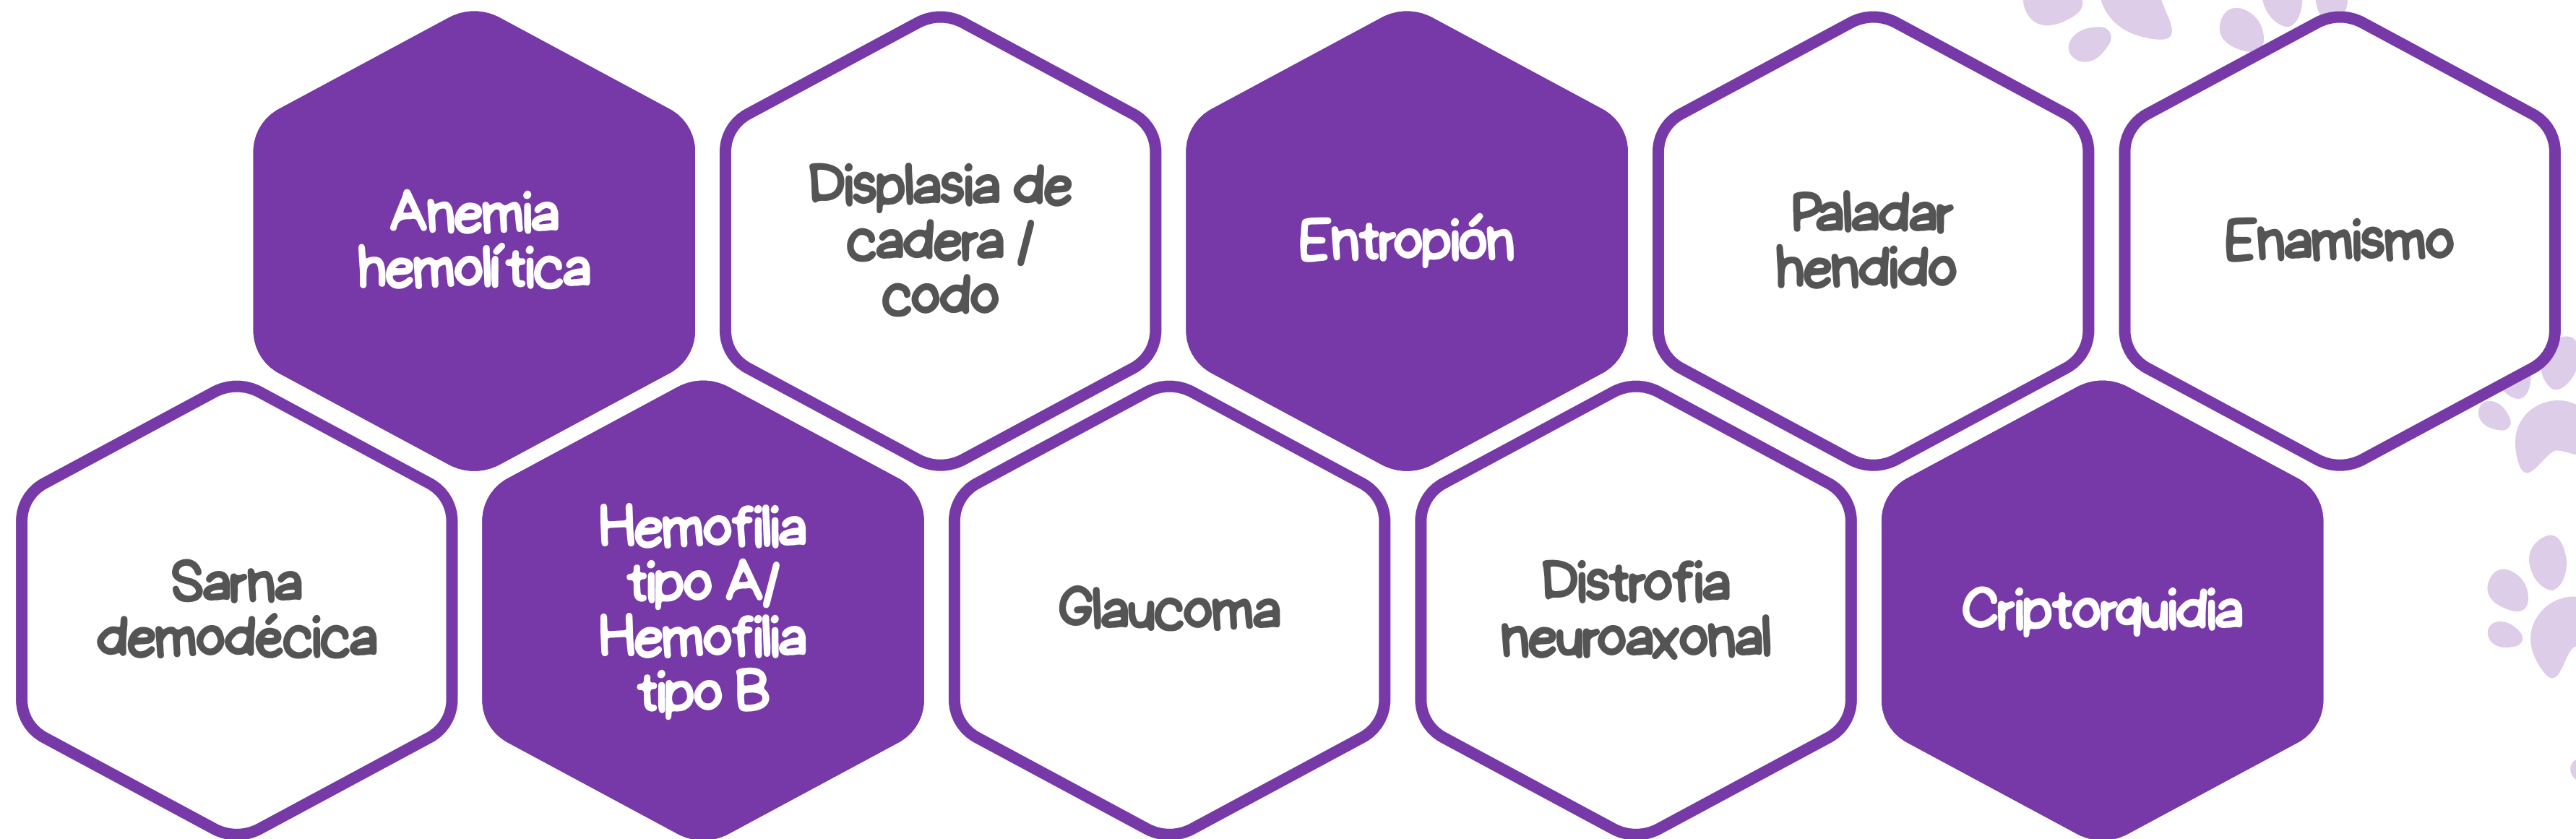 Anemia
hemolítica
Displasia de
cadera /
codo
Entropión
Paladar
hendido
Enamismo
Sarna
demodécica
Hemofilia
tipo A/
Hemofilia
tipo B
Glaucoma
Distrofia
neuroaxonal
Criptorquidia